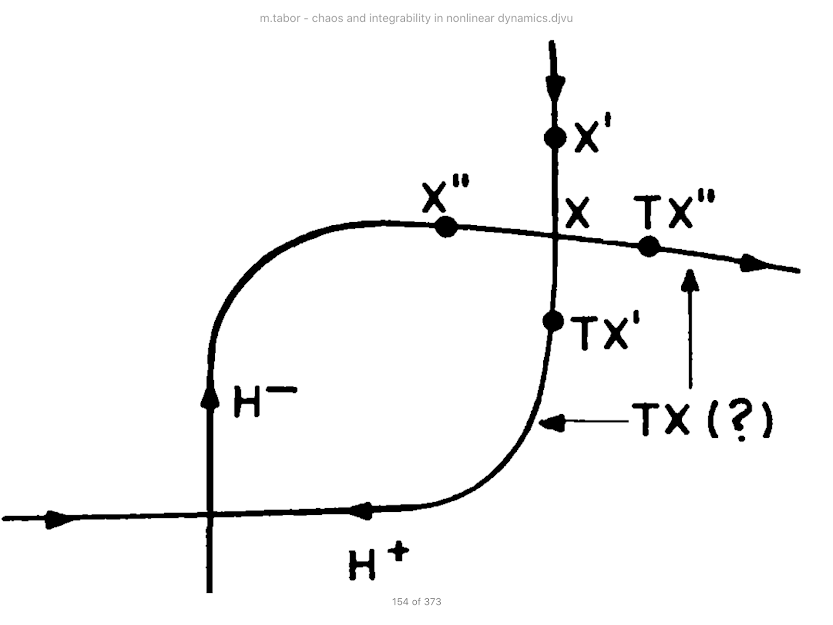 m.tabor - chaos and integrability in nonlinear dynamics.djvu
X'
X"
X
TX"
TX'
H⁻
TX (?)
H⁺
154 of 373